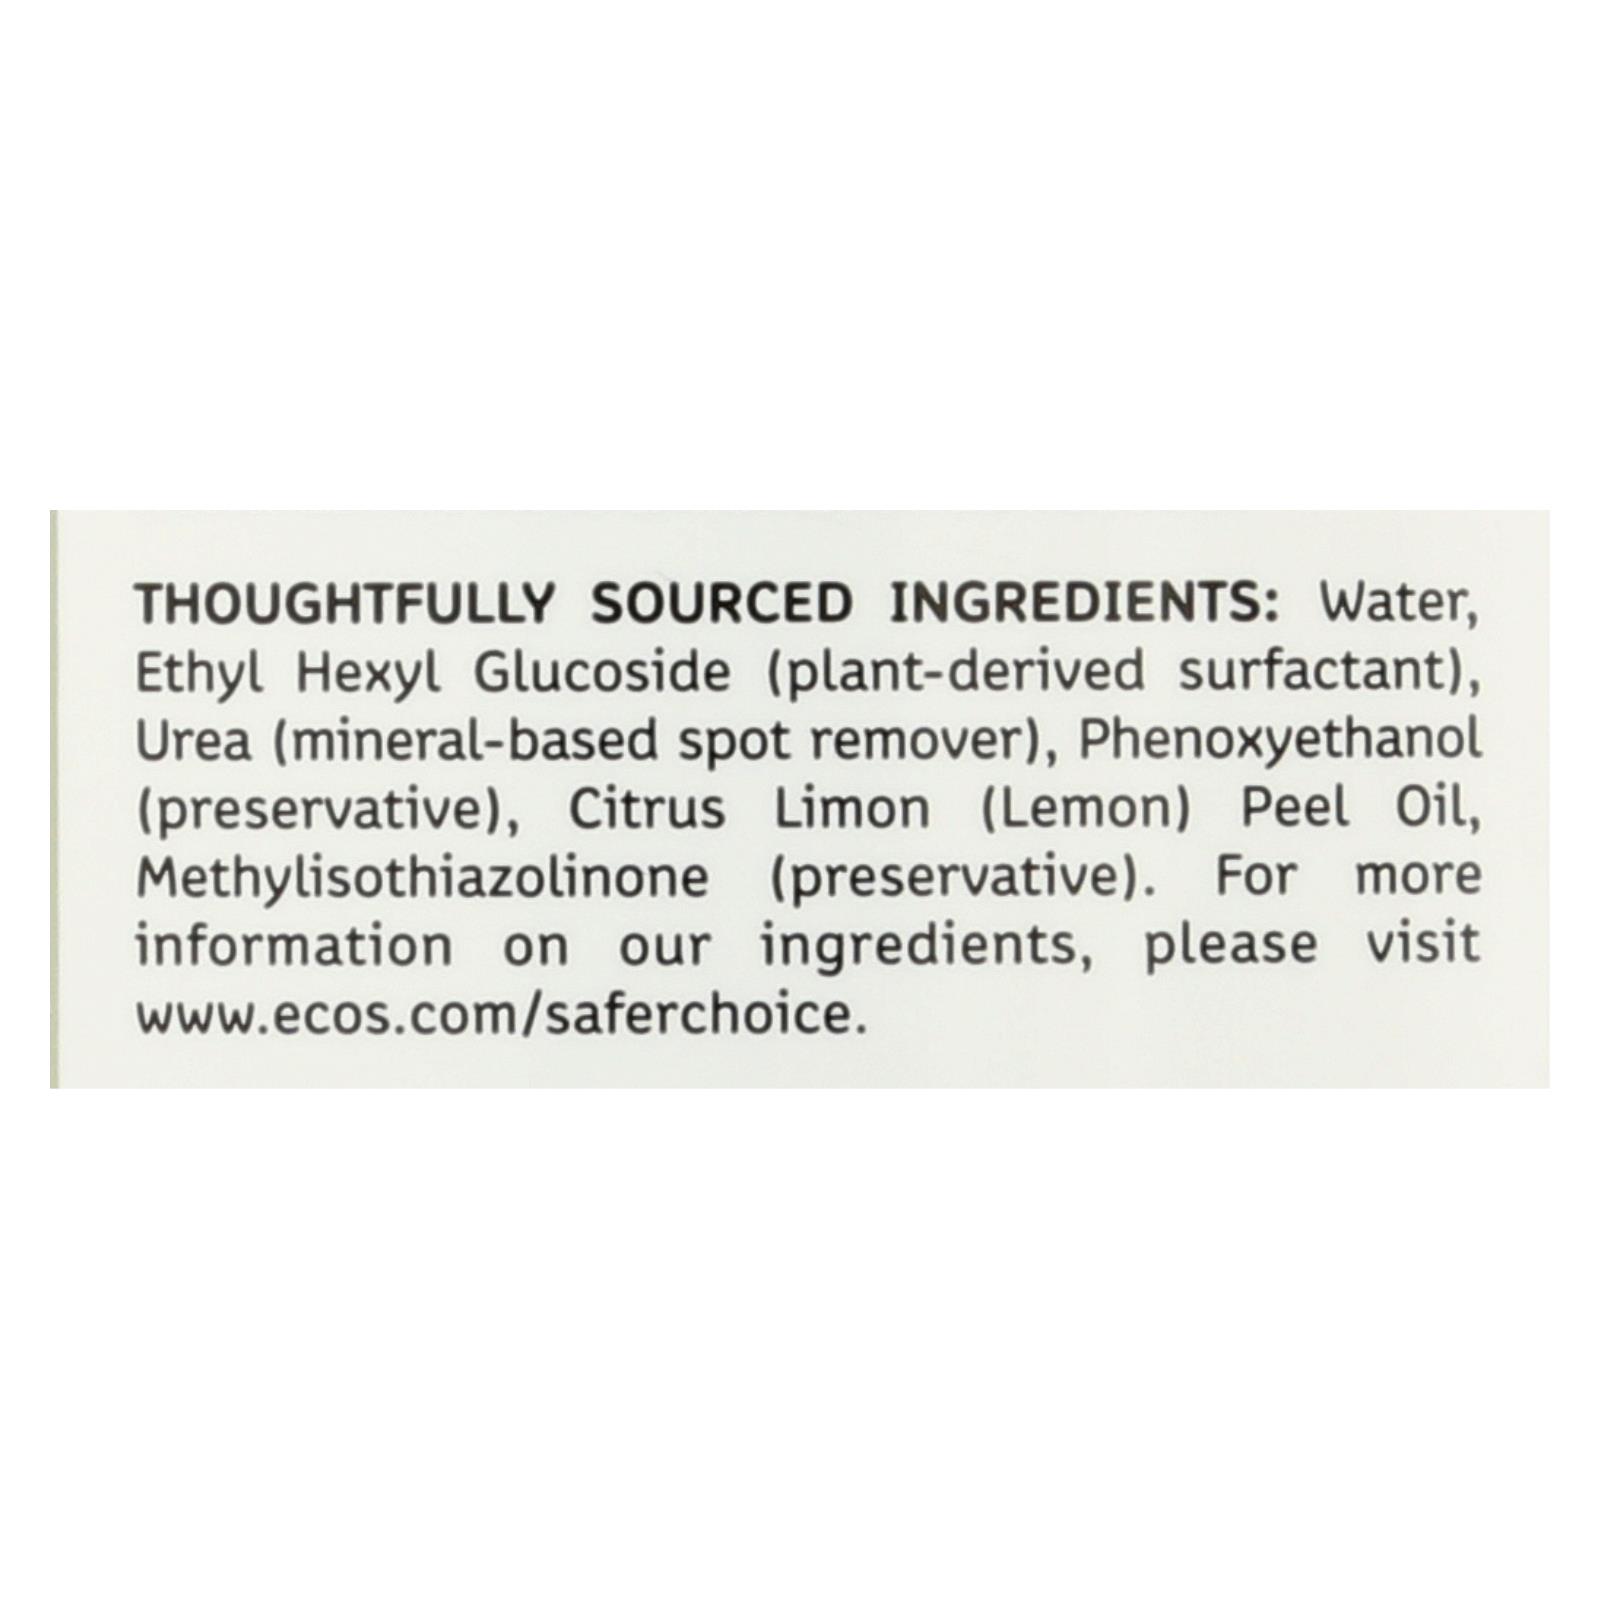 THOUGHTFULLY SOURCED INGREDIENTS: Water,
Ethyl Hexyl Glucoside (plant-derived surfactant),
Urea (mineral-based spot remover), Phenoxyethanol
(preservative), Citrus Limon (Lemon) Peel Oil,
Methylisothiazolinone (preservative). For more
information on our ingredients, please visit
www.ecos.com/saferchoice.